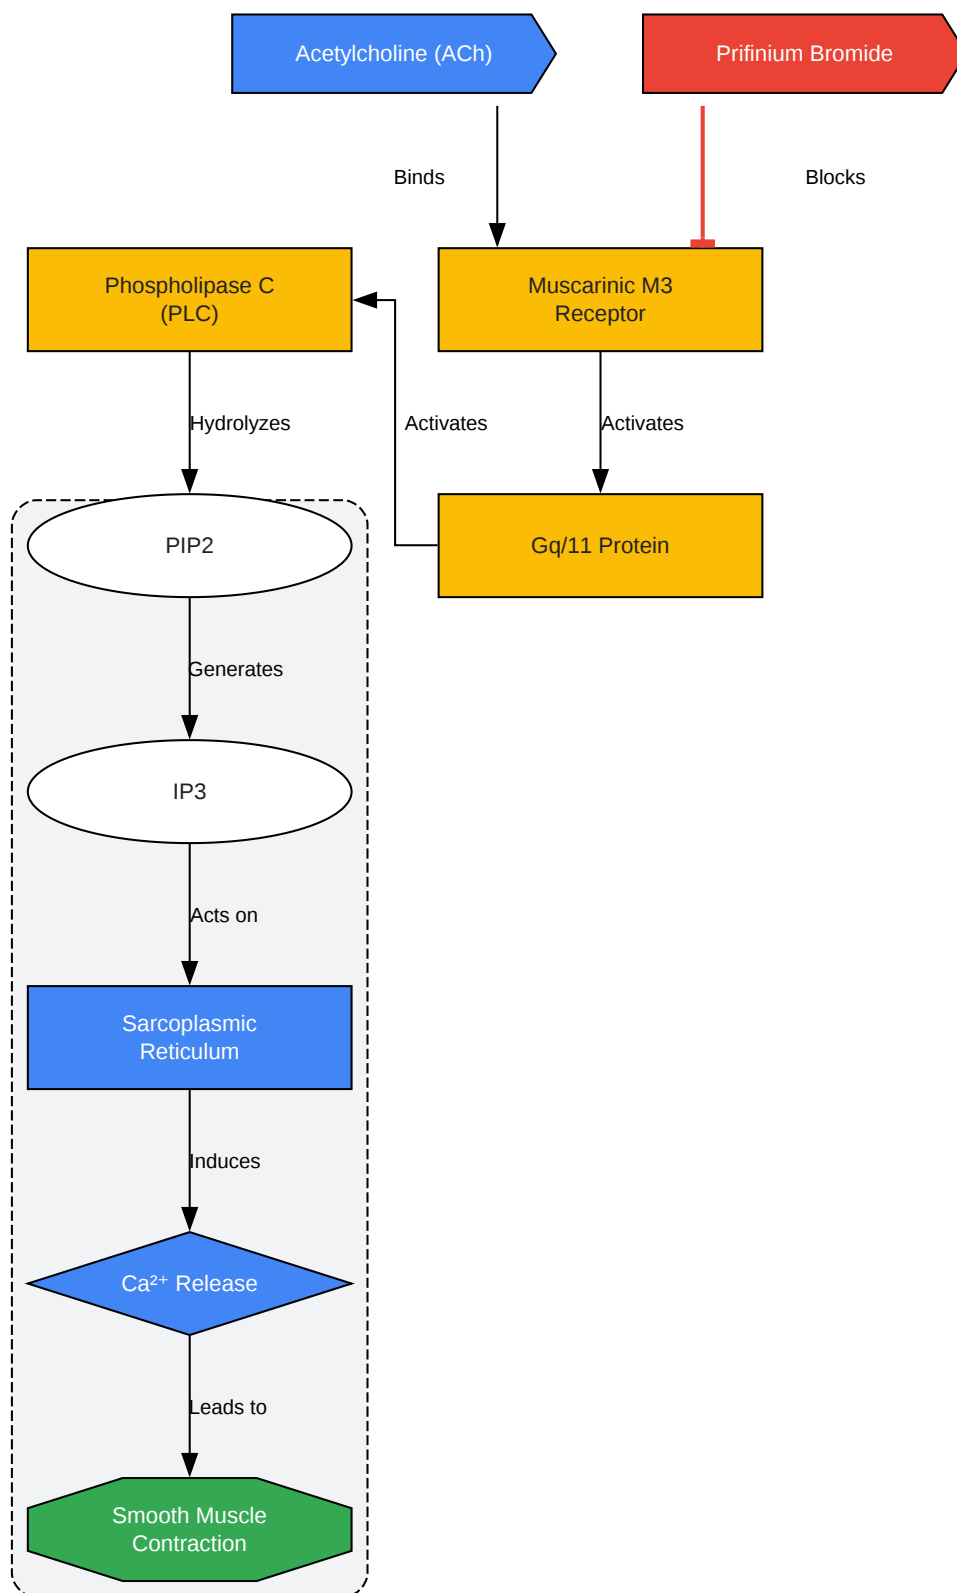 Acetylcholine (ACh)
Prifinium Bromide
Binds
Blocks
Phospholipase C
(PLC)
Muscarinic M3
Receptor
Hydrolyzes
Activates
Activates
PIP2
Gq/11 Protein
Generates
IP3
Acts on
Sarcoplasmic
Reticulum
Induces
Ca²⁺ Release
Leads to
Smooth Muscle
Contraction